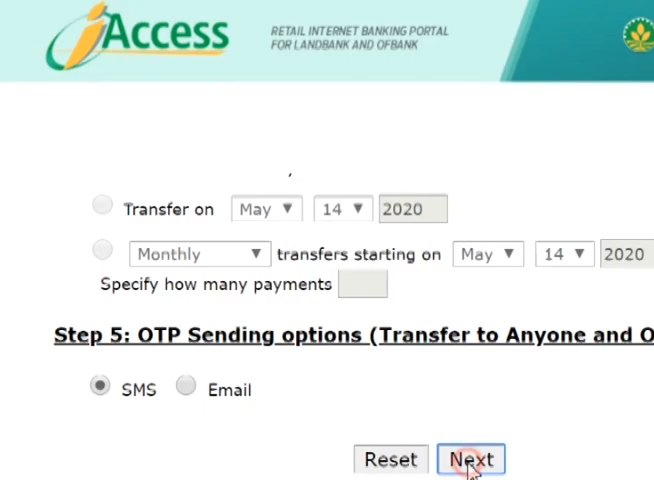 iAccess
RETAIL INTERNET BANKING PORTAL
FOR LANDBANK AND OFBANK
,
Transfer on May 14 2020
Monthly transfers starting on May 14 2020
Specify how many payments
Step 5: OTP Sending options (Transfer to Anyone and O
SMS Email
Reset Next